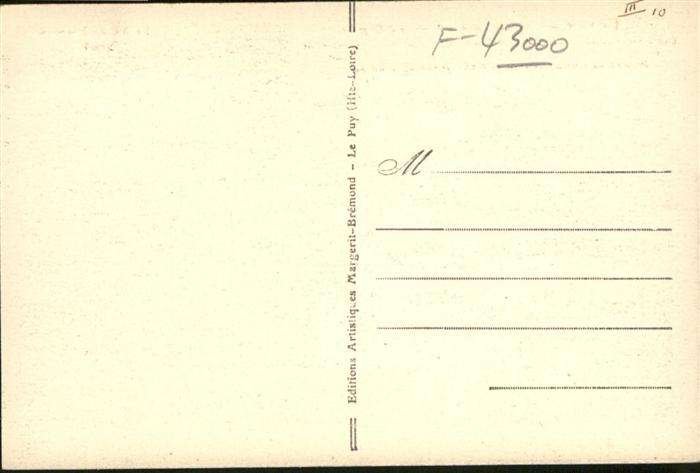 III 10
F-43000
M
Editions Artistiques Margerit-Brémond - Le Puy (Hte-Loire)